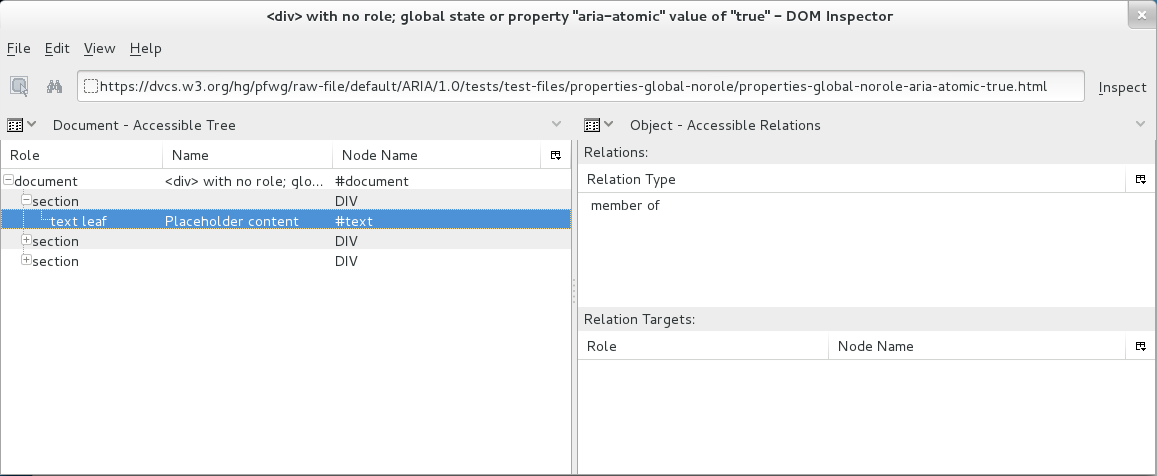 <div> with no role; global state or property "aria-atomic" value of "true" - DOM Inspector
File Edit View Help
https://dvcs.w3.org/hg/pfwg/raw-file/default/ARIA/1.0/tests/test-files/properties-global-norole/properties-global-norole-aria-atomic-true.html Inspect
Document - Accessible Tree Object - Accessible Relations
Role Name Node Name
document <div> with no role; glo... #document
section DIV
text leaf Placeholder content #text
section DIV
section DIV
Relations:
Relation Type
member of
Relation Targets:
Role Node Name